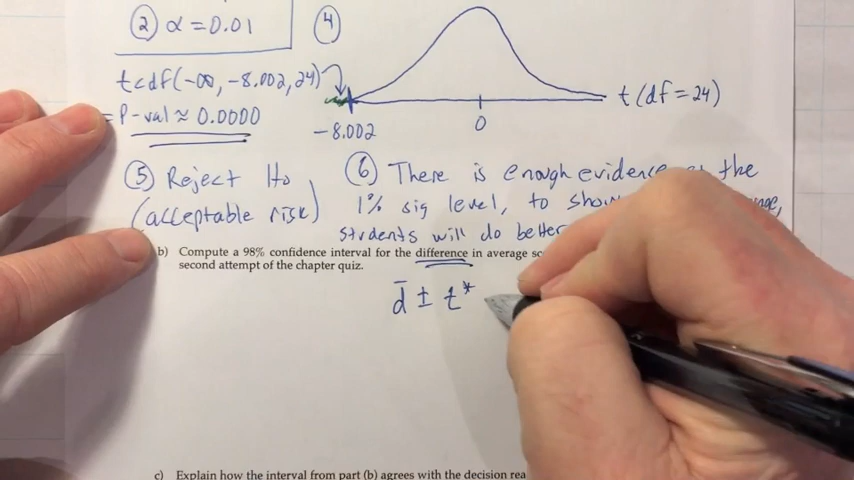 ② α = 0.01
④
tcdf(-∞, -8.002, 24)
= P-val ≈ 0.0000
t (df = 24)
-8.002
0
⑤ Reject Ho
(acceptable risk)
⑥ There is enough evidence the
1% sig level, to show
students will do better
b) Compute a 98% confidence interval for the difference in average
second attempt of the chapter quiz.
d̄ ± t*
c) Explain how the interval from part (b) agrees with the decision